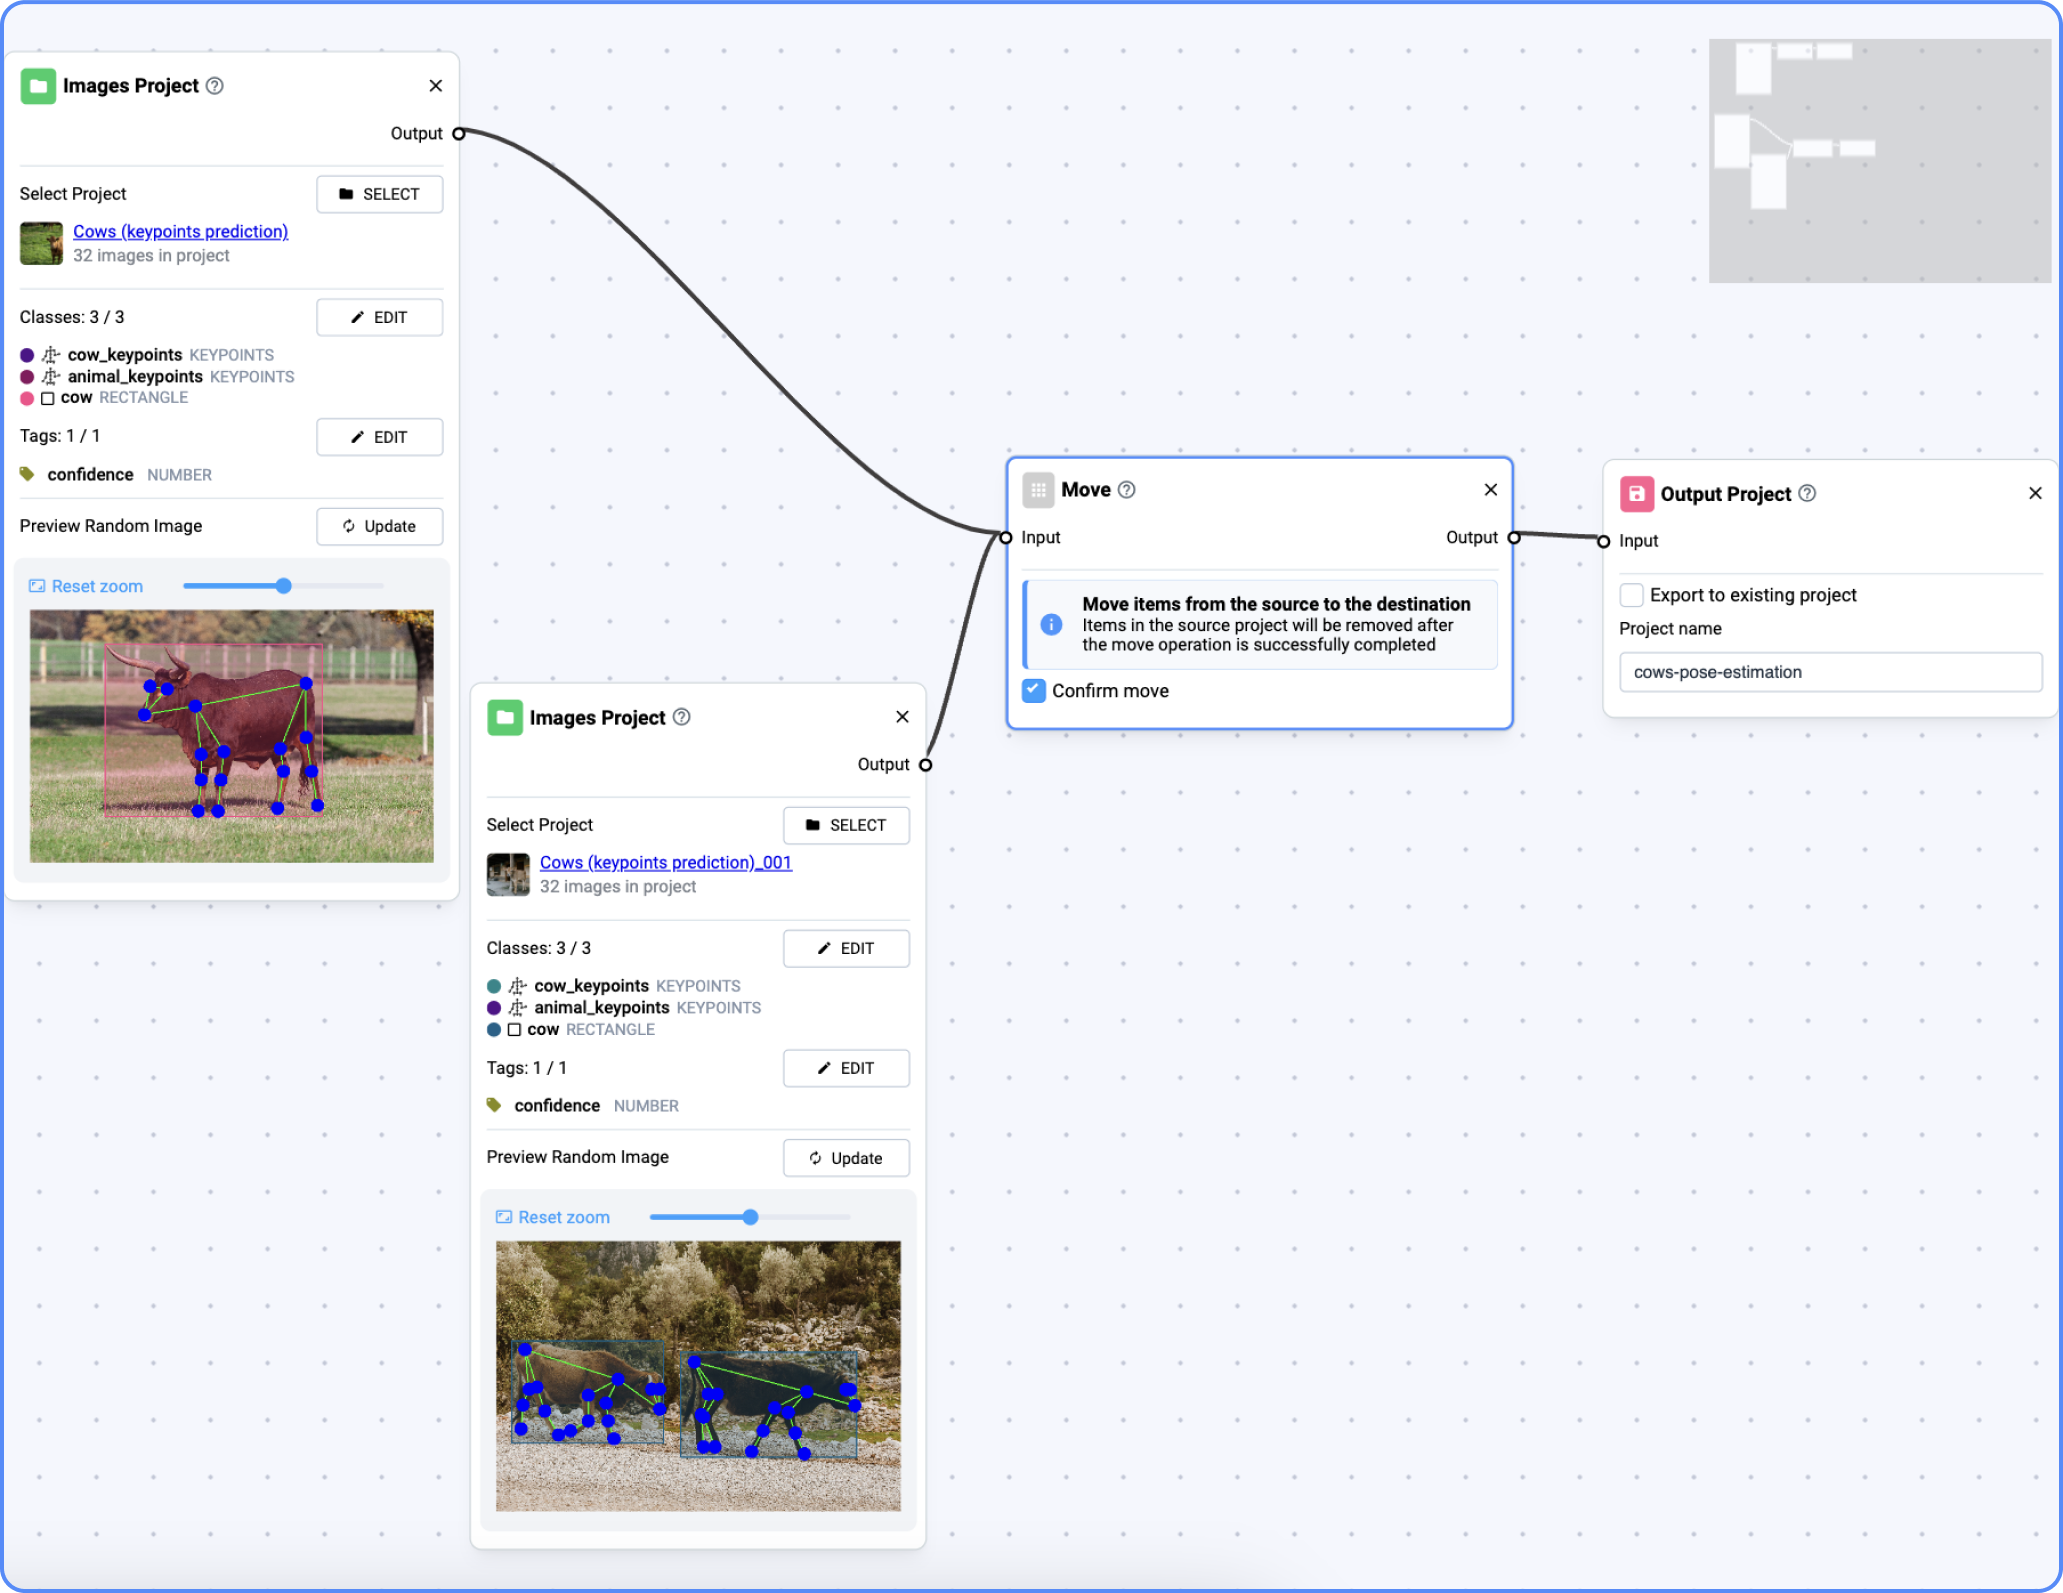 Images Project
Output
Select Project
SELECT
Cows (keypoints prediction)
32 images in project
Classes: 3 / 3
EDIT
cow_keypoints KEYPOINTS
animal_keypoints KEYPOINTS
cow RECTANGLE
Tags: 1 / 1
EDIT
confidence NUMBER
Preview Random Image
Update
Reset zoom
Images Project
Output
Select Project
SELECT
Cows (keypoints prediction)_001
32 images in project
Classes: 3 / 3
EDIT
cow_keypoints KEYPOINTS
animal_keypoints KEYPOINTS
cow RECTANGLE
Tags: 1 / 1
EDIT
confidence NUMBER
Preview Random Image
Update
Reset zoom
Move
Input
Output
Move items from the source to the destination
Items in the source project will be removed after
the move operation is successfully completed
Confirm move
Output Project
Input
Export to existing project
Project name
cows-pose-estimation